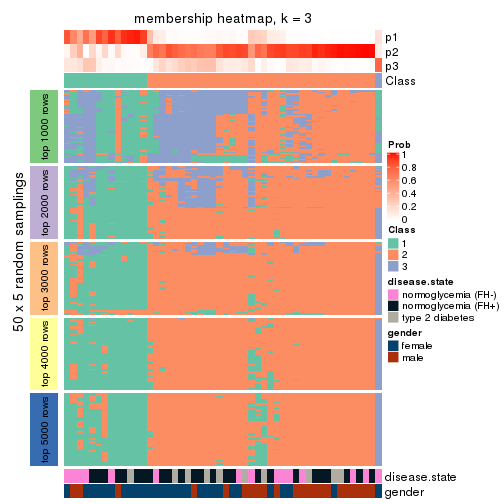 membership heatmap, k = 3
p1
p2
p3
Class
50 x 5 random samplings
top 1000 rows
top 2000 rows
top 3000 rows
top 4000 rows
top 5000 rows
Prob
1
0.8
0.6
0.4
0.2
0
Class
1
2
3
disease.state
normoglycemia (FH-)
normoglycemia (FH+)
type 2 diabetes
gender
female
male
disease.state
gender